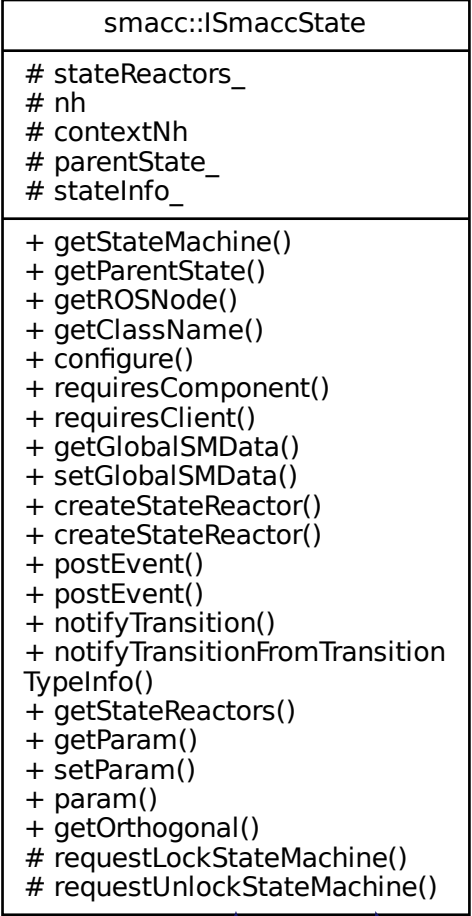 smacc::ISmaccState
# stateReactors_
# nh
# contextNh
# parentState_
# stateInfo_
+ getStateMachine()
+ getParentState()
+ getROSNode()
+ getClassName()
+ configure()
+ requiresComponent()
+ requiresClient()
+ getGlobalSMData()
+ setGlobalSMData()
+ createStateReactor()
+ createStateReactor()
+ postEvent()
+ postEvent()
+ notifyTransition()
+ notifyTransitionFromTransition
TypeInfo()
+ getStateReactors()
+ getParam()
+ setParam()
+ param()
+ getOrthogonal()
# requestLockStateMachine()
# requestUnlockStateMachine()